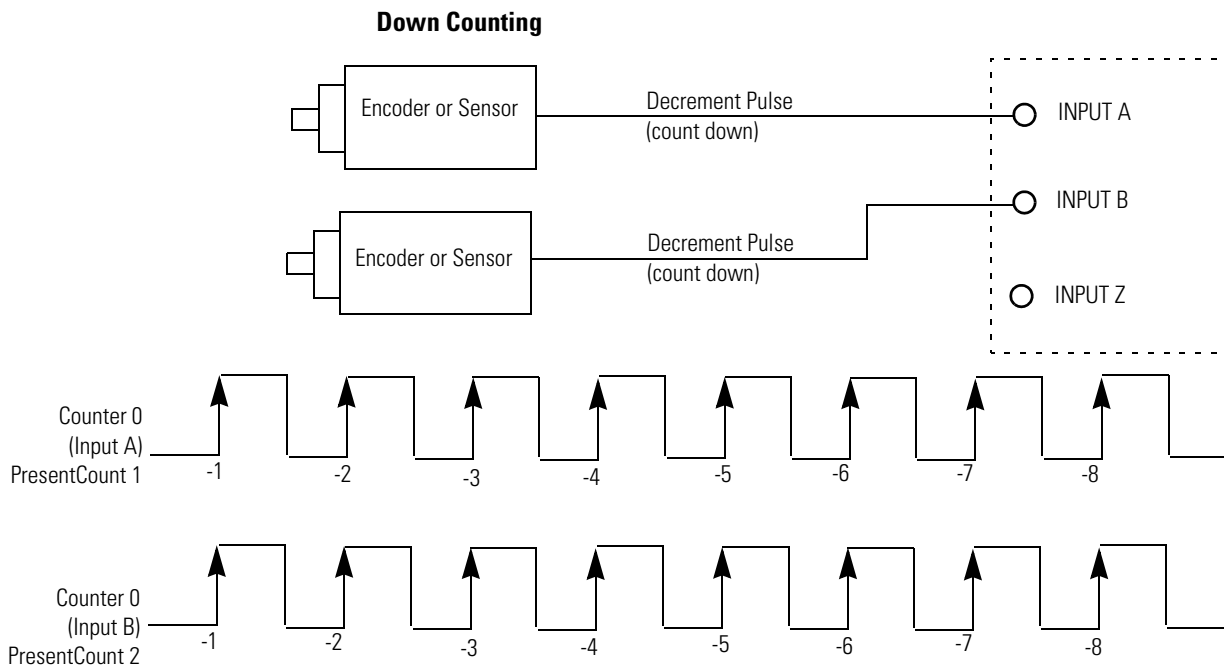 Down Counting
Encoder or Sensor
Decrement Pulse
(count down)
INPUT A
INPUT B
Encoder or Sensor
Decrement Pulse
(count down)
INPUT Z
Counter 0
(Input A)
PresentCount 1
-1 -2 -3 -4 -5 -6 -7 -8
Counter 0
(Input B)
PresentCount 2
-1 -2 -3 -4 -5 -6 -7 -8